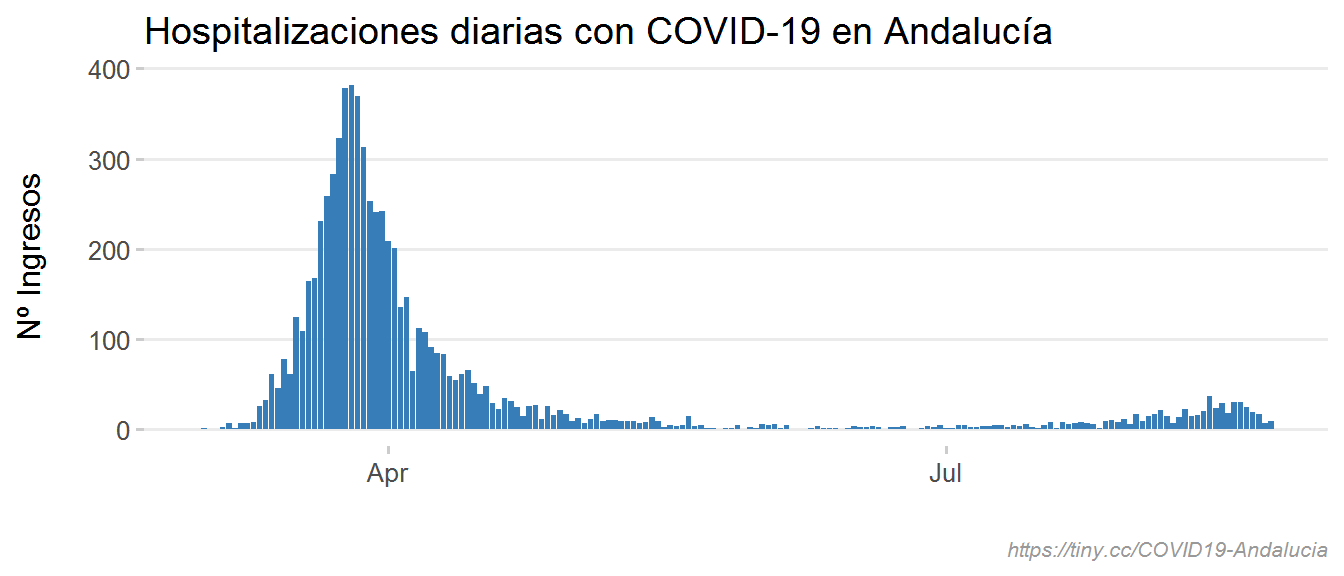 Hospitalizaciones diarias con COVID-19 en Andalucía
Nº Ingresos
400
300
200
100
0
Apr
Jul
https://tiny.cc/COVID19-Andalucia